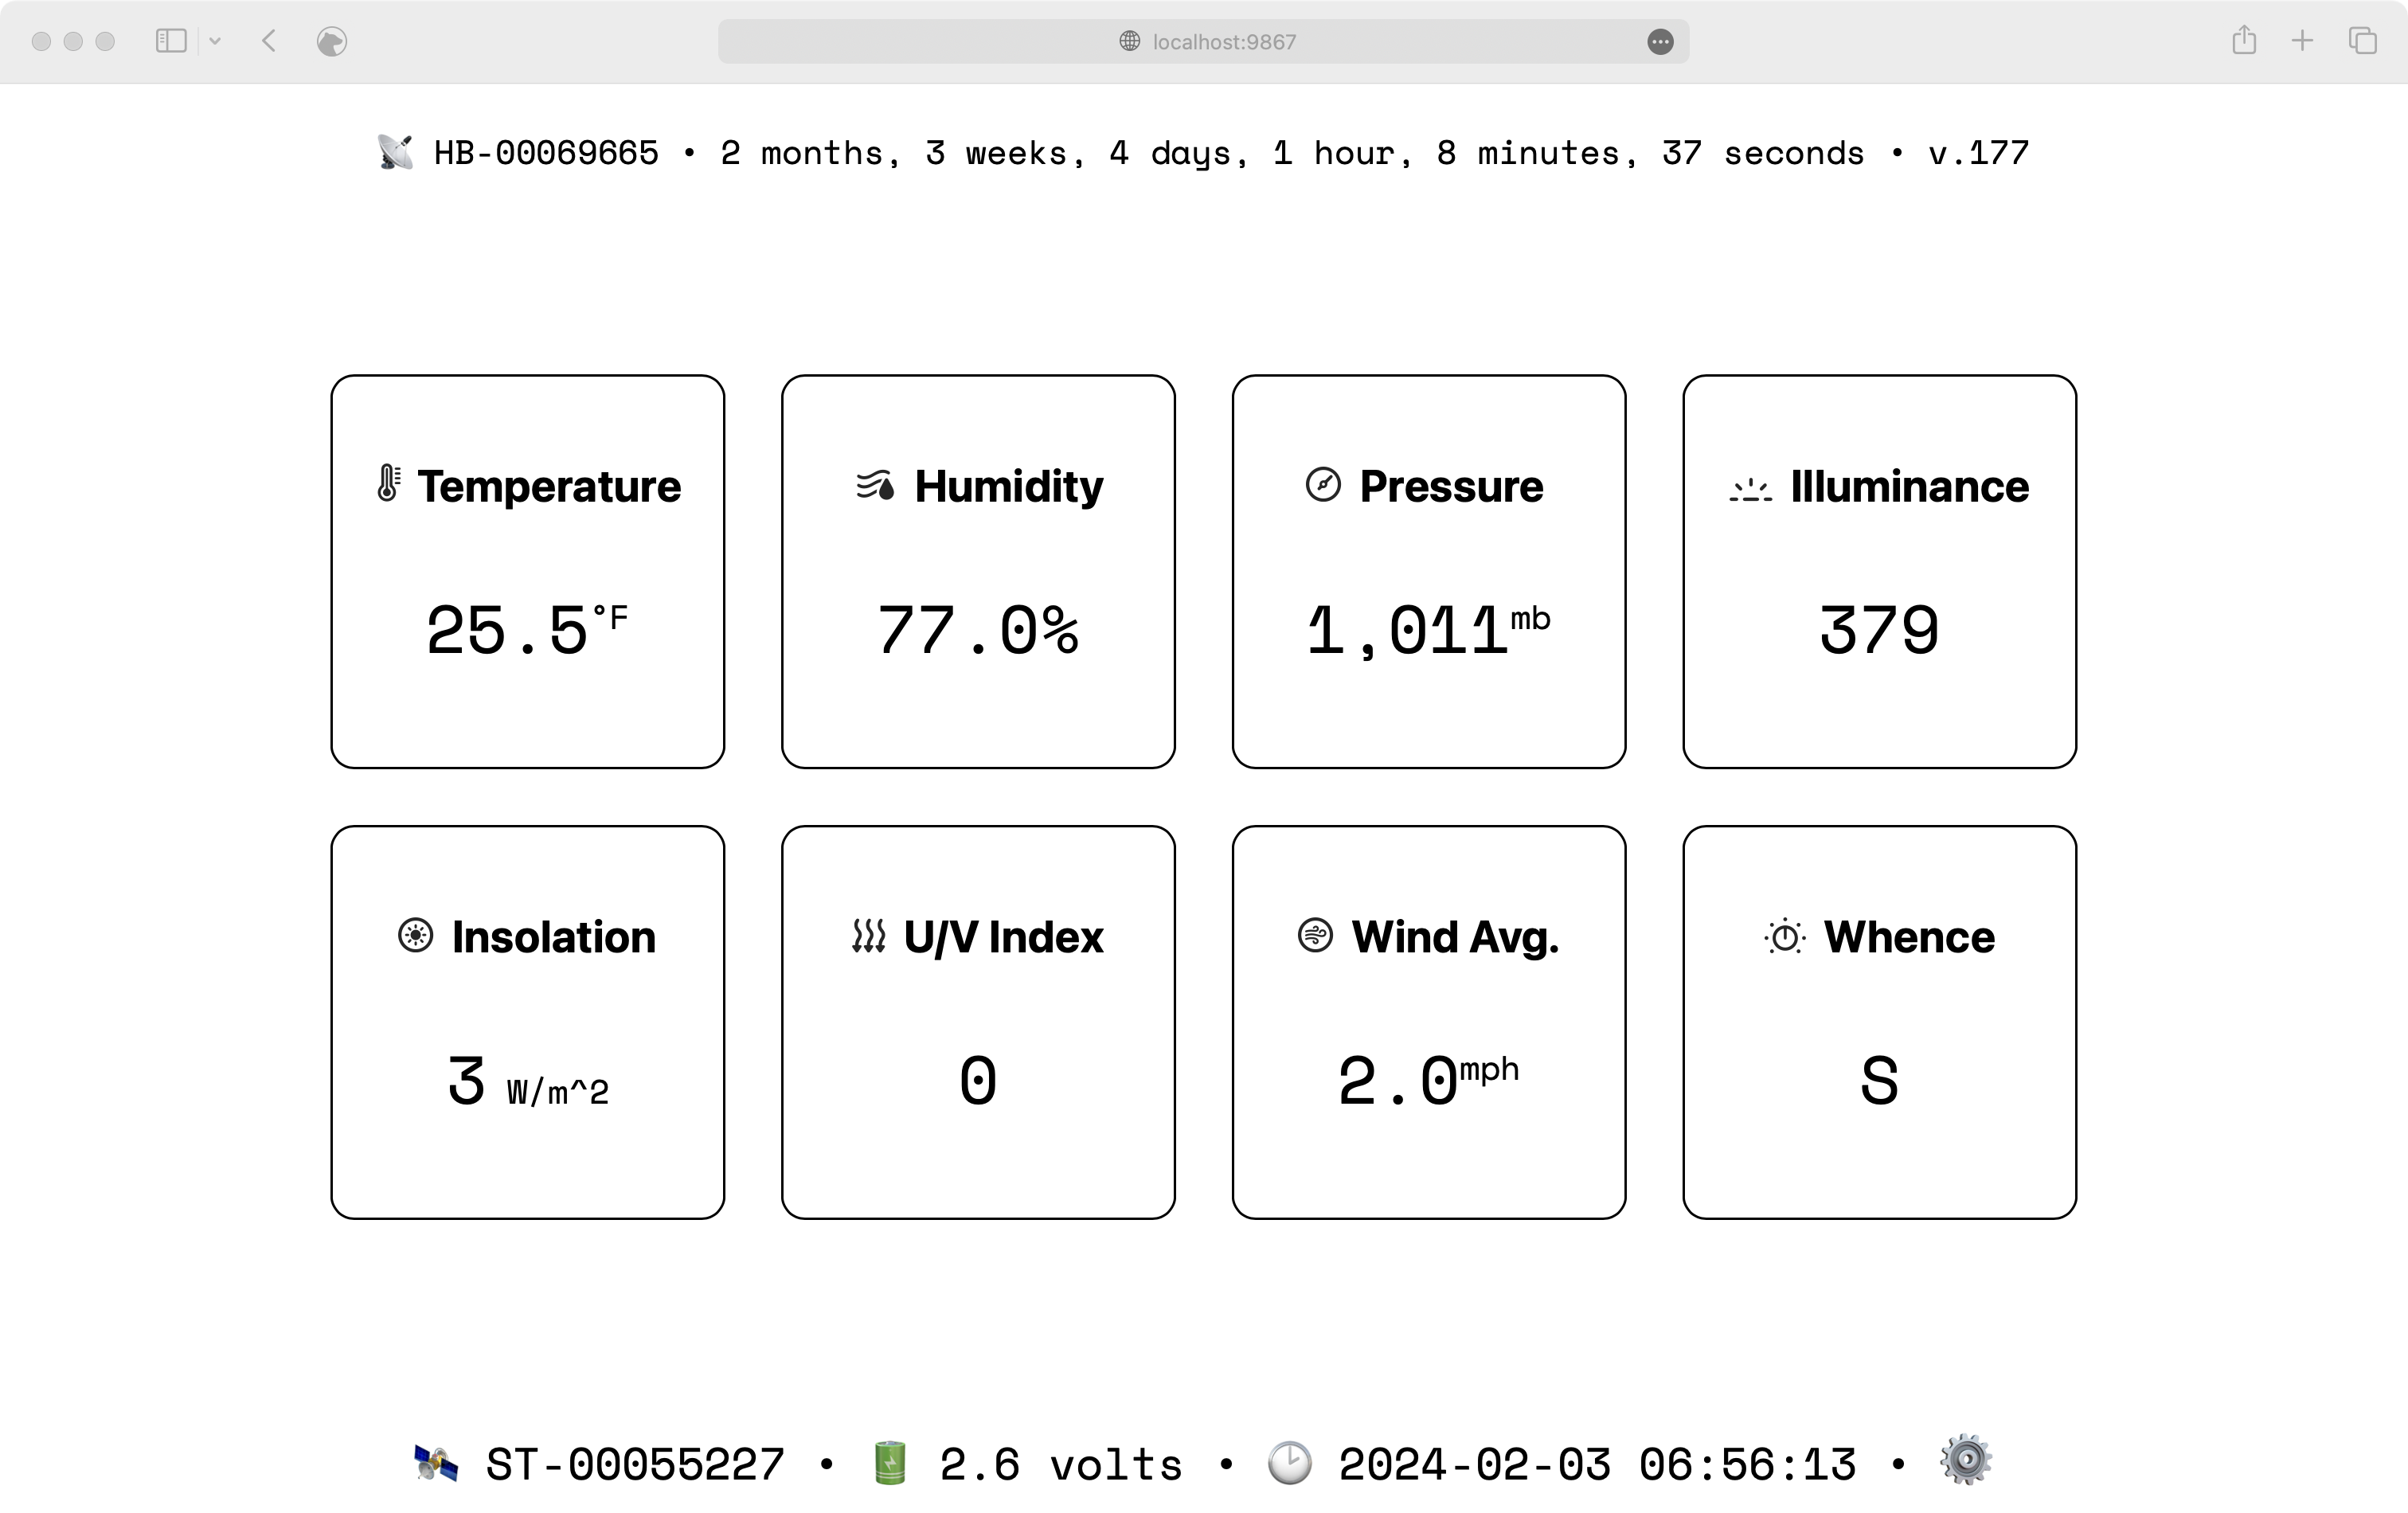 localhost:9867
HB-00069665 • 2 months, 3 weeks, 4 days, 1 hour, 8 minutes, 37 seconds • v.177
Temperature
25.5°F
Humidity
77.0%
Pressure
1,011mb
Illuminance
379
Insolation
3 W/m^2
U/V Index
0
Wind Avg.
2.0mph
Whence
S
ST-00055227 • 2.6 volts • 2024-02-03 06:56:13 •